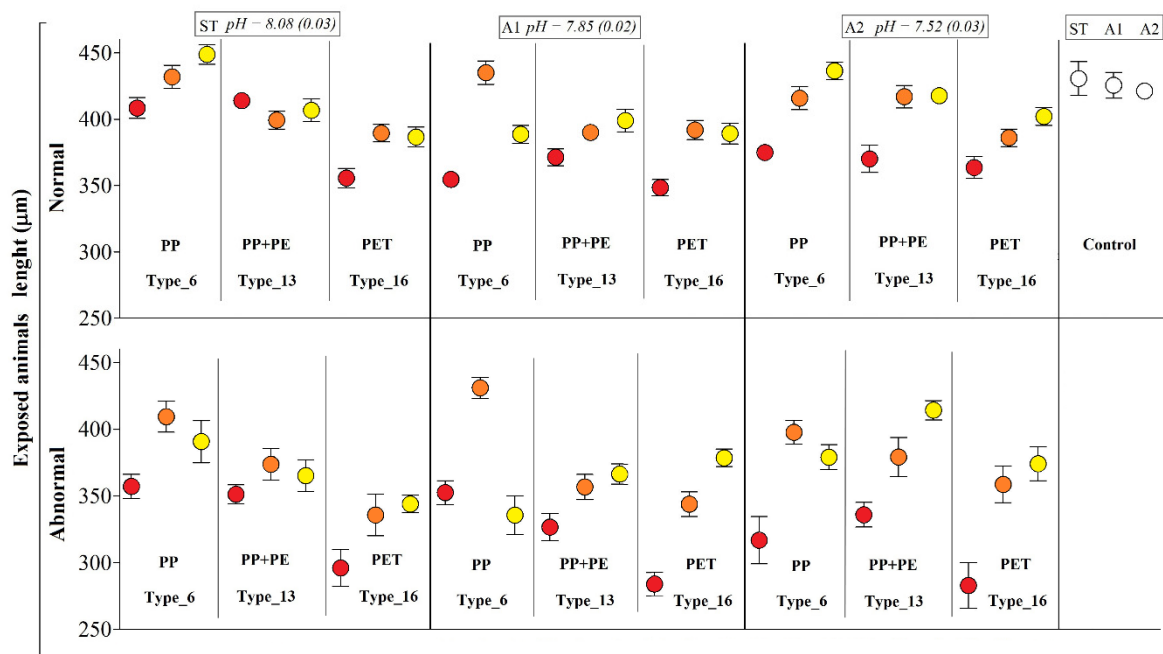 ST pH − 8.08 (0.03)
A1 pH − 7.85 (0.02)
A2 pH − 7.52 (0.03)
ST A1 A2
Exposed animals lenght (μm)
Normal
450
400
350
300
250
PP PP+PE PET PP PP+PE PET PP PP+PE PET Control
Type_6 Type_13 Type_16 Type_6 Type_13 Type_16 Type_6 Type_13 Type_16
Abnormal
450
400
350
300
250
PP PP+PE PET PP PP+PE PET PP PP+PE PET
Type_6 Type_13 Type_16 Type_6 Type_13 Type_16 Type_6 Type_13 Type_16